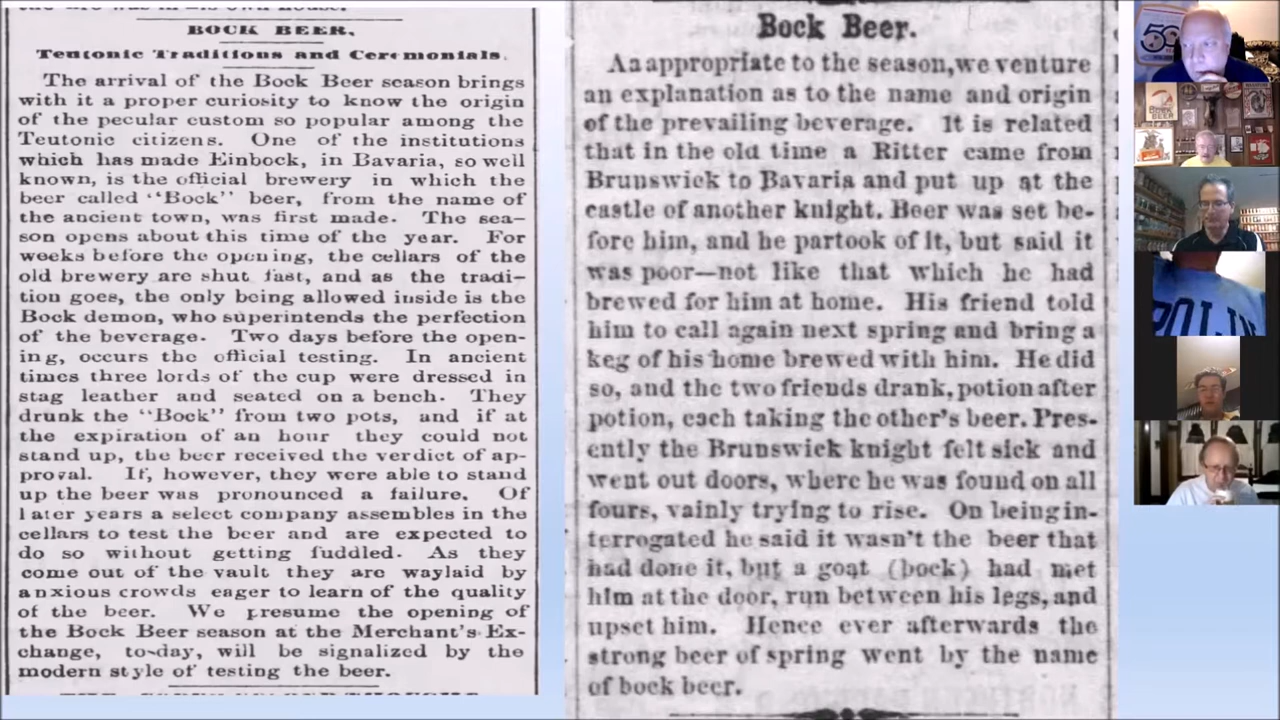 BOCK BEER.
Teutonic Traditions and Ceremonials.
The arrival of the Bock Beer season brings
with it a proper curiosity to know the origin
of the pecular custom so popular among the
Teutonic citizens. One of the institutions
which has made Einbock, in Bavaria, so well
known, is the official brewery in which the
beer called "Bock" beer, from the name of
the ancient town, was first made. The sea-
son opens about this time of the year. For
weeks before the opening, the cellars of the
old brewery are shut fast, and as the tradi-
tion goes, the only being allowed inside is the
Bock demon, who superintends the perfection
of the beverage. Two days before the open-
ing, occurs the official testing. In ancient
times three lords of the cup were dressed in
stag leather and seated on a bench. They
drunk the "Bock" from two pots, and if at
the expiration of an hour they could not
stand up, the beer received the verdict of ap-
proval. If, however, they were able to stand
up the beer was pronounced a failure. Of
later years a select company assembles in the
cellars to test the beer and are expected to
do so without getting fuddled. As they
come out of the vault they are waylaid by
anxious crowds eager to learn of the quality
of the beer. We presume the opening of
the Bock Beer season at the Merchant's Ex-
change, to-day, will be signalized by the
modern style of testing the beer.
Bock Beer.
As appropriate to the season, we venture
an explanation as to the name and origin
of the prevailing beverage. It is related
that in the old time a Ritter came from
Brunswick to Bavaria and put up at the
castle of another knight. Beer was set be-
fore him, and he partook of it, but said it
was poor—not like that which he had
brewed for him at home. His friend told
him to call again next spring and bring a
keg of his home brewed with him. He did
so, and the two friends drank, potion after
potion, each taking the other's beer. Pres-
ently the Brunswick knight felt sick and
went out doors, where he was found on all
fours, vainly trying to rise. On being in-
terrogated he said it wasn't the beer that
had done it, but a goat (bock) had met
him at the door, run between his legs, and
upset him. Hence ever afterwards the
strong beer of spring went by the name
of bock beer.
50
BOCK
BEER